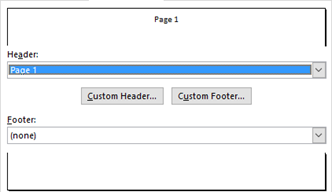 Page 1
Header:
Page 1
Custom Header... Custom Footer...
Footer:
(none)